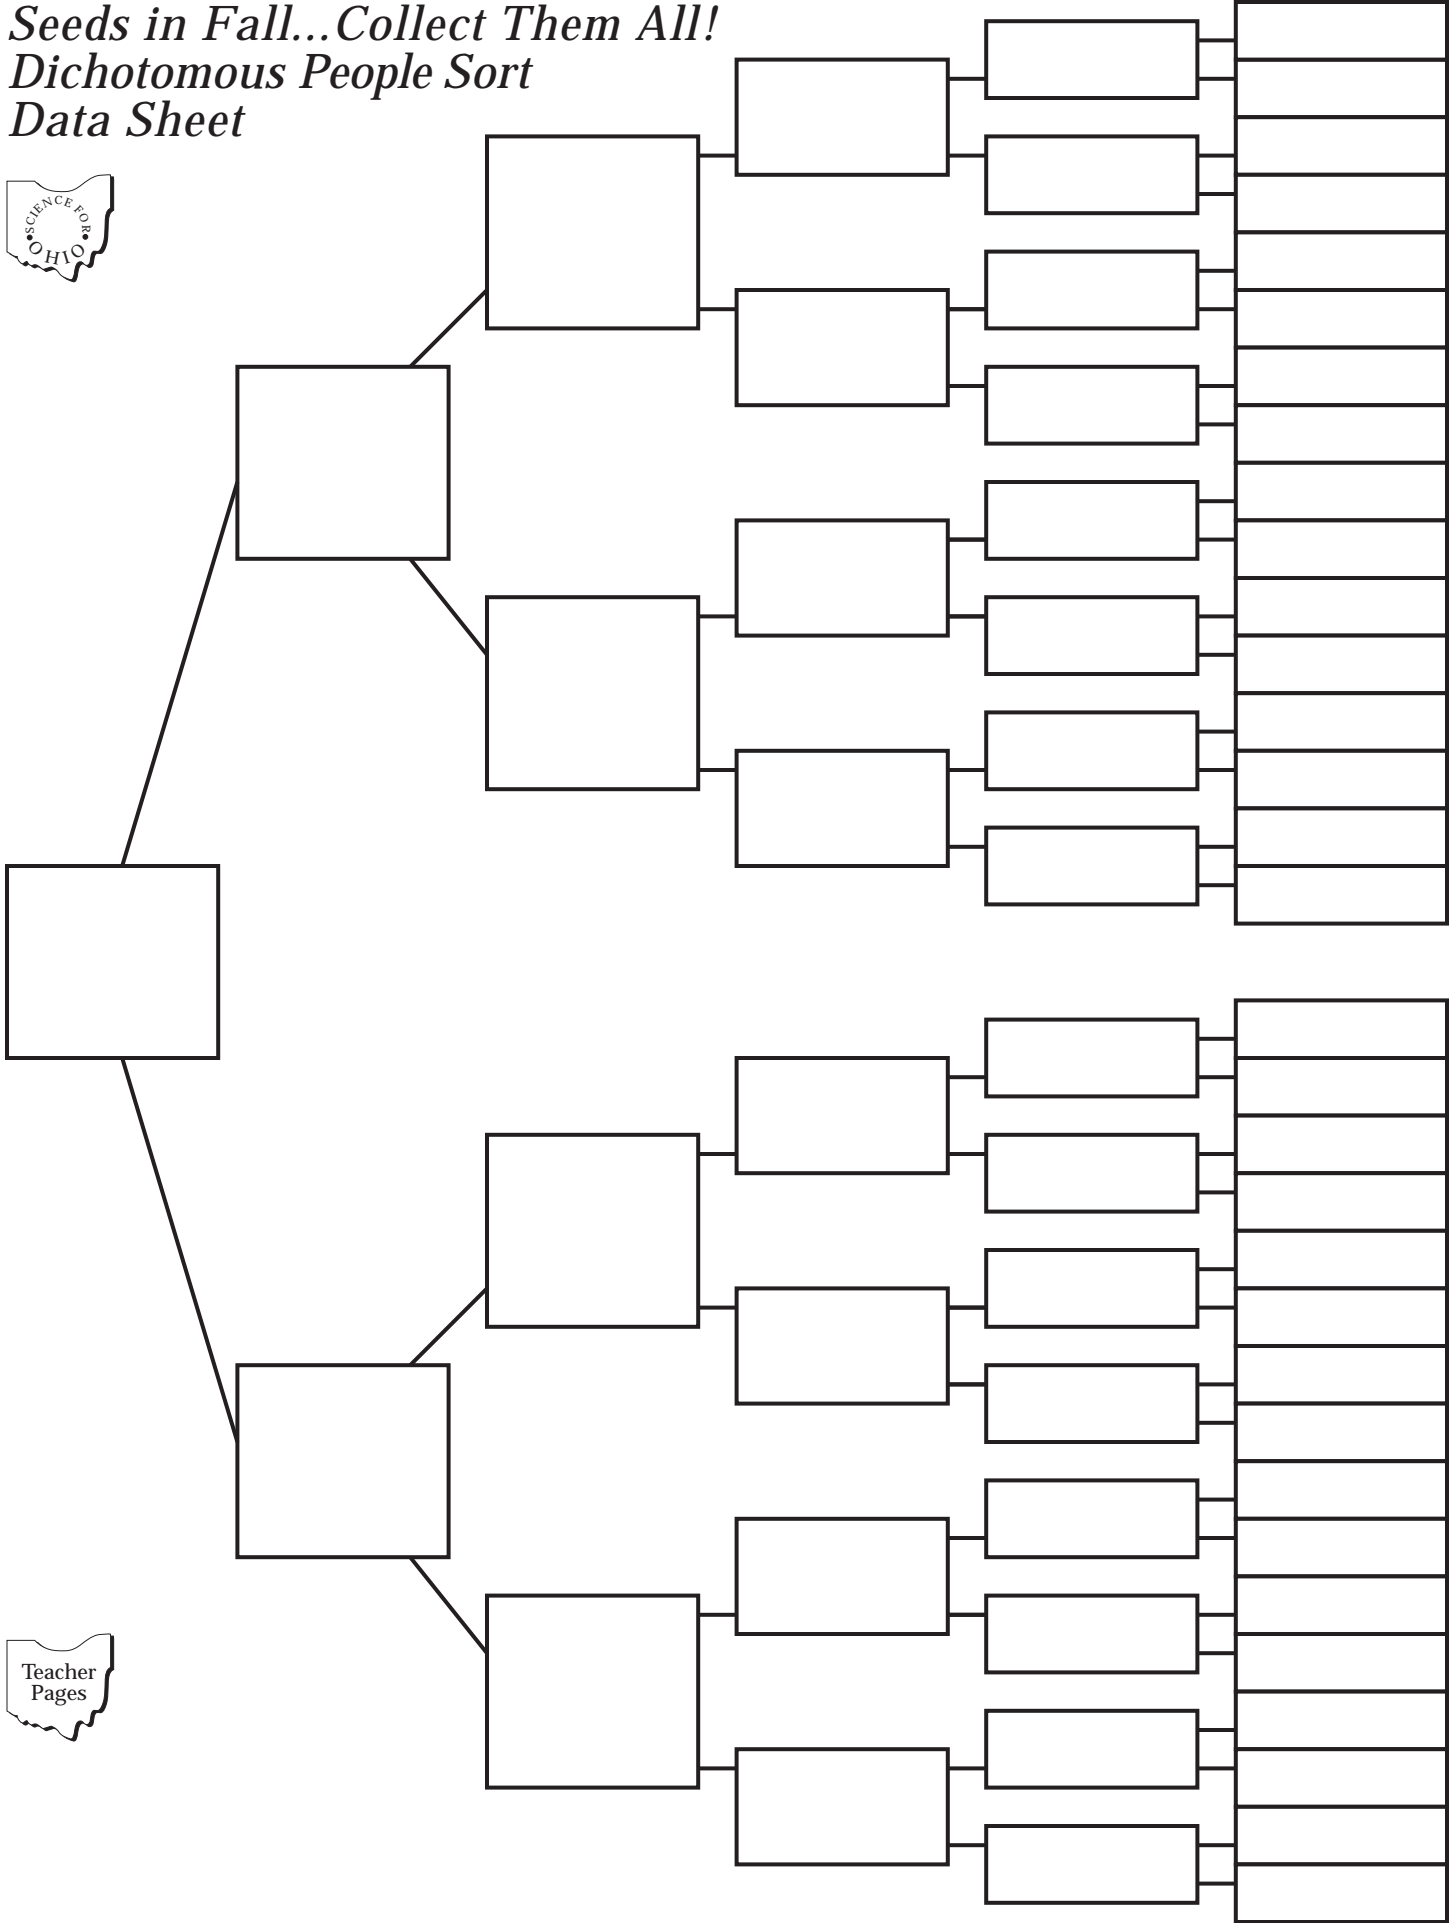 Seeds in Fall...Collect Them All!
Dichotomous People Sort
Data Sheet
•SCIENCE FOR•
OHIO
Teacher
Pages